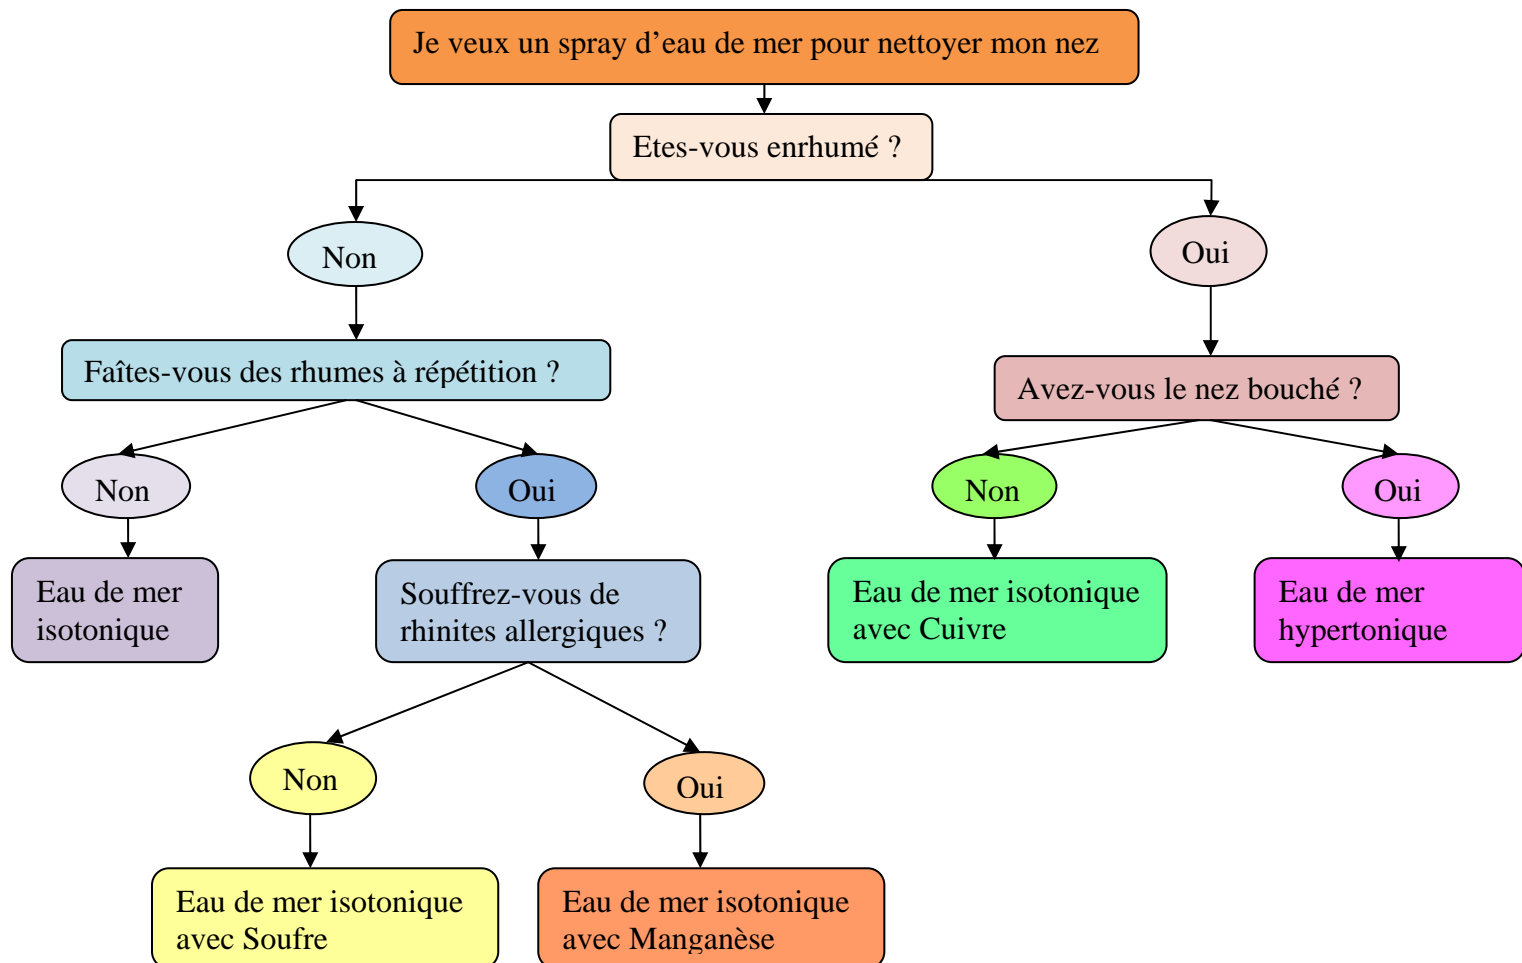 Je veux un spray d’eau de mer pour nettoyer mon nez
Etes-vous enrhumé ?
Non
Oui
Faîtes-vous des rhumes à répétition ?
Avez-vous le nez bouché ?
Non
Oui
Non
Oui
Eau de mer
isotonique
Souffrez-vous de
rhinites allergiques ?
Eau de mer isotonique
avec Cuivre
Eau de mer
hypertonique
Non
Oui
Eau de mer isotonique
avec Soufre
Eau de mer isotonique
avec Manganèse